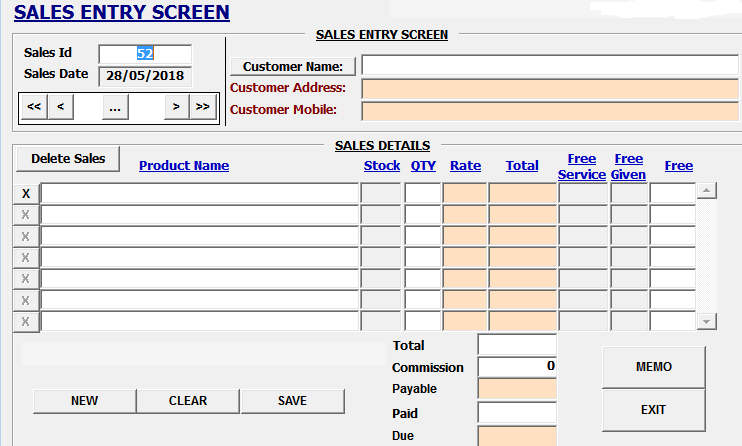 SALES ENTRY SCREEN
SALES ENTRY SCREEN
Sales Id 52
Sales Date 28/05/2018
<< < ... > >>
Customer Name:
Customer Address:
Customer Mobile:
SALES DETAILS
Delete Sales
Product Name Stock QTY Rate Total Free Service Free Given Free
X
X
X
X
X
X
X
Total
Commission 0
Payable
Paid
Due
NEW CLEAR SAVE
MEMO
EXIT